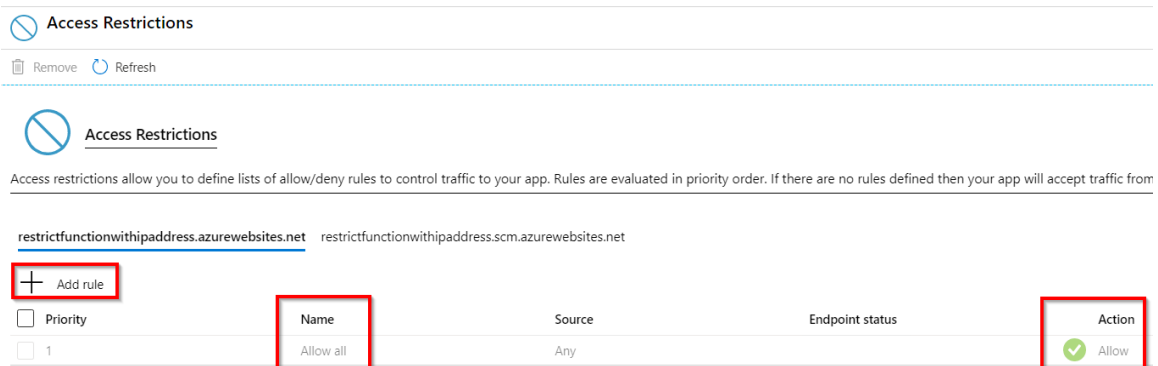 Access Restrictions
Remove Refresh
Access Restrictions
Access restrictions allow you to define lists of allow/deny rules to control traffic to your app. Rules are evaluated in priority order. If there are no rules defined then your app will accept traffic from
restrictfunctionwithipaddress.azurewebsites.net restrictfunctionwithipaddress.scm.azurewebsites.net
Add rule
Priority Name Source Endpoint status Action
1 Allow all Any Allow